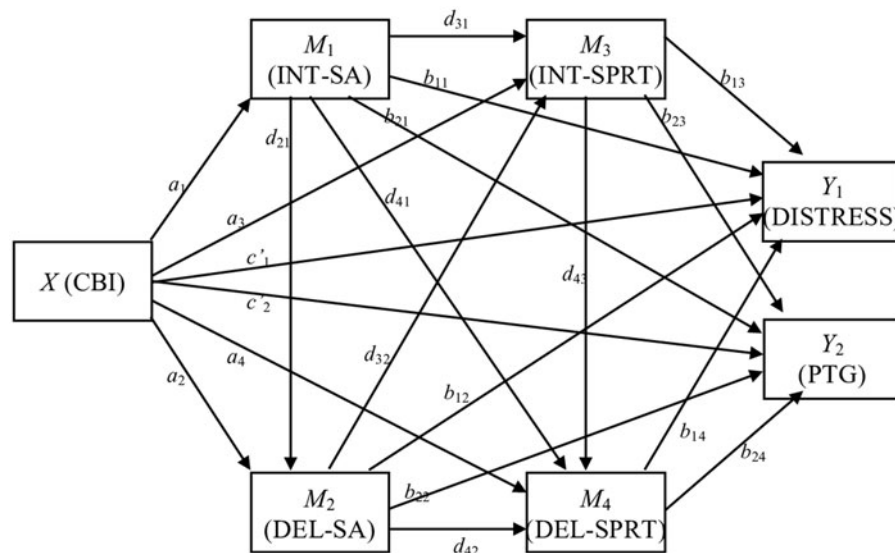 M₁
(INT-SA)
d₃₁
M₃
(INT-SPRT)
b₁₁
b₁₃
b₂₁
b₂₃
d₂₁
a₁
a₃
d₄₁
Y₁
(DISTRESS)
X (CBI)
c'₁
c'₂
d₄₃
a₂
a₄
d₃₂
b₁₂
Y₂
(PTG)
b₁₄
b₂₄
M₂
(DEL-SA)
b₂₂
d₄₂
M₄
(DEL-SPRT)